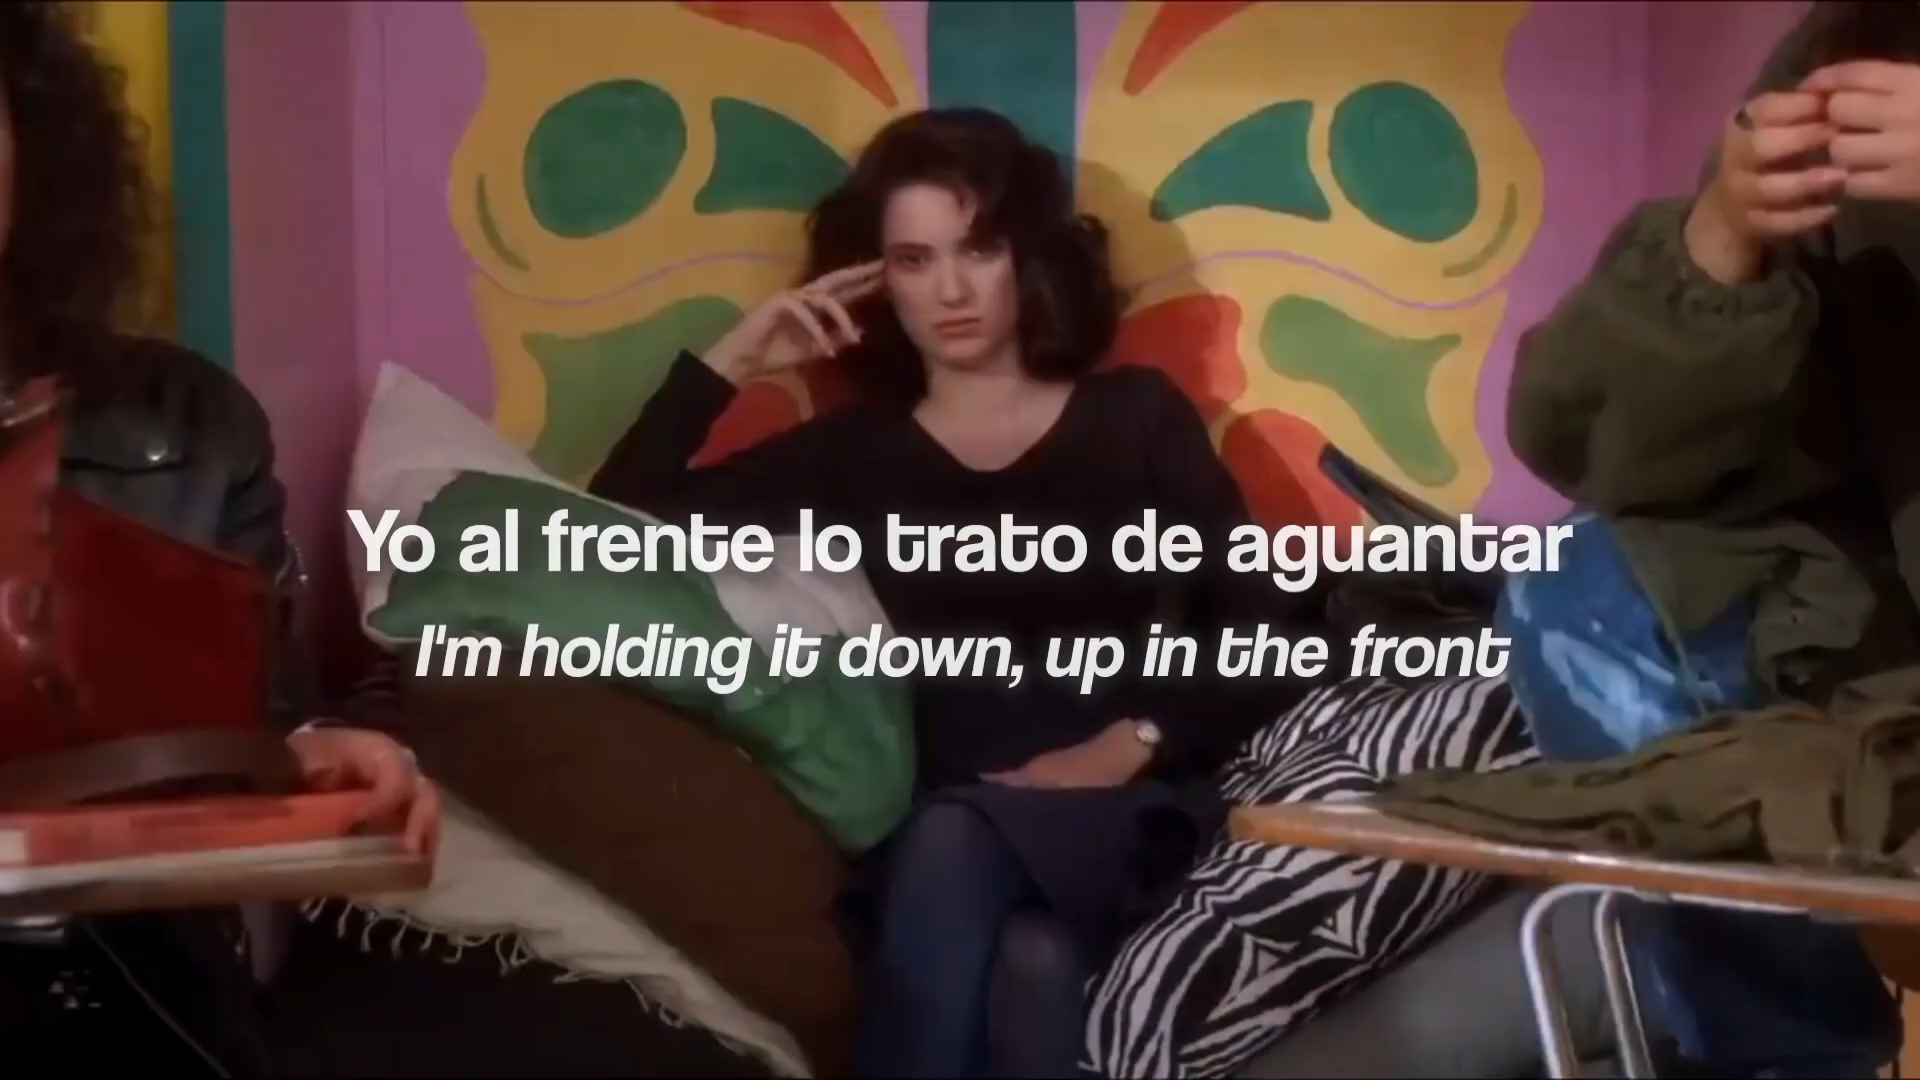 Yo al frente lo trato de aguantar
I'm holding it down, up in the front